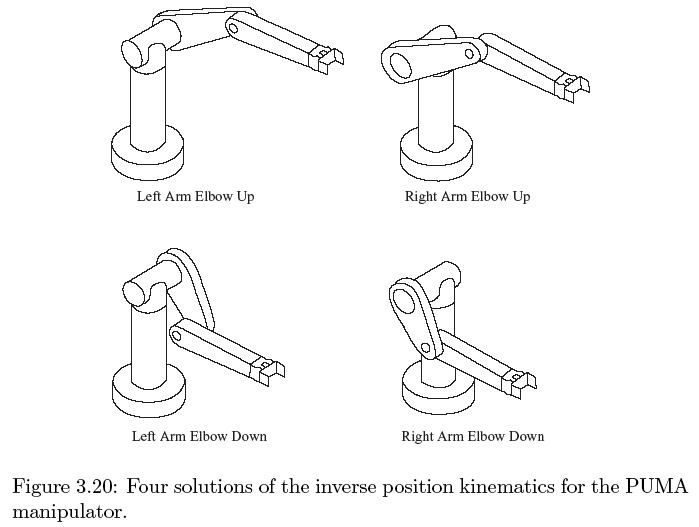 Left Arm Elbow Up
Right Arm Elbow Up
Left Arm Elbow Down
Right Arm Elbow Down
Figure 3.20: Four solutions of the inverse position kinematics for the PUMA
manipulator.